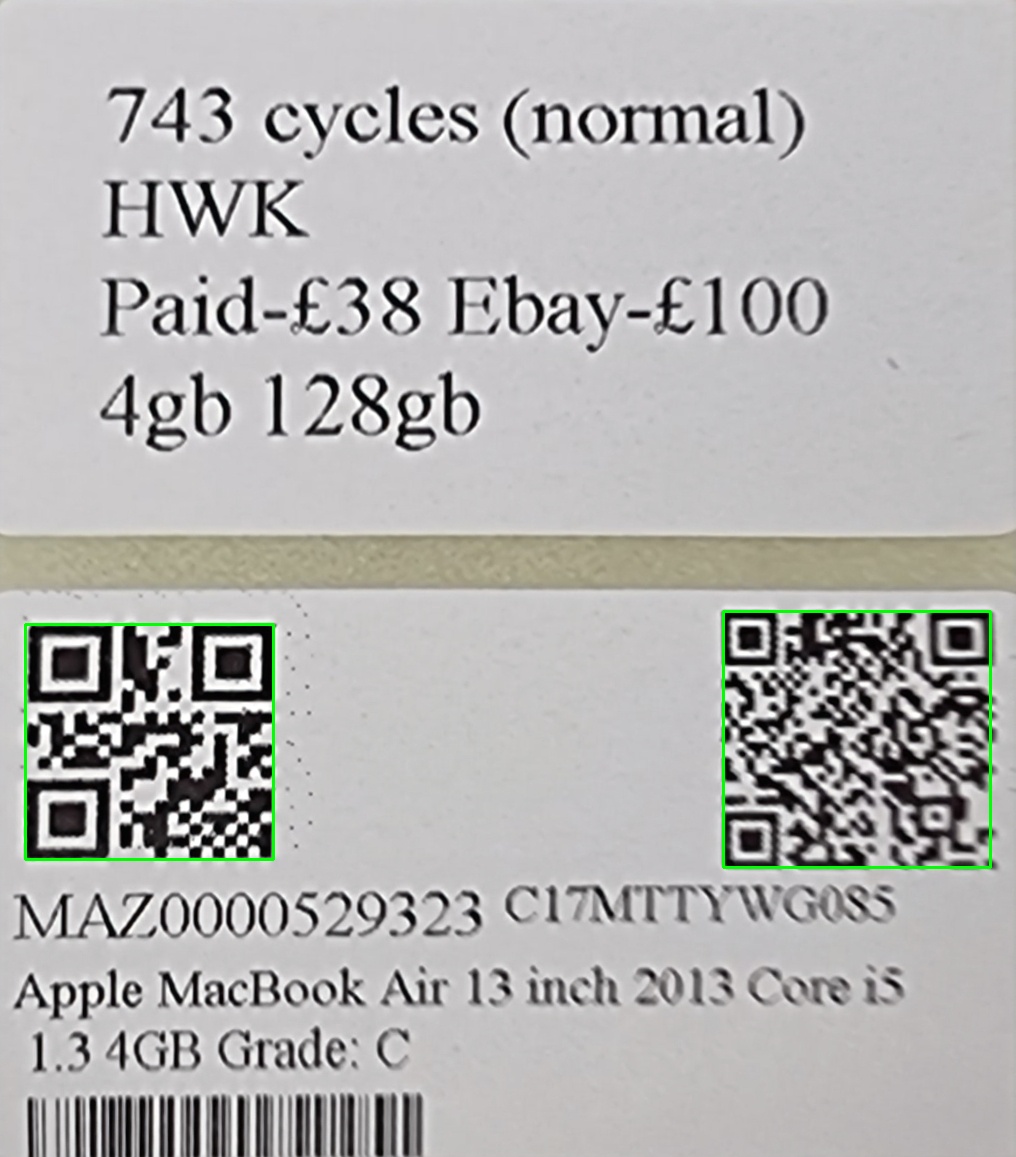 743 cycles (normal)
HWK
Paid-£38 Ebay-£100
4gb 128gb
MAZ0000529323 C17MTTYWG085
Apple MacBook Air 13 inch 2013 Core i5
1.3 4GB Grade: C